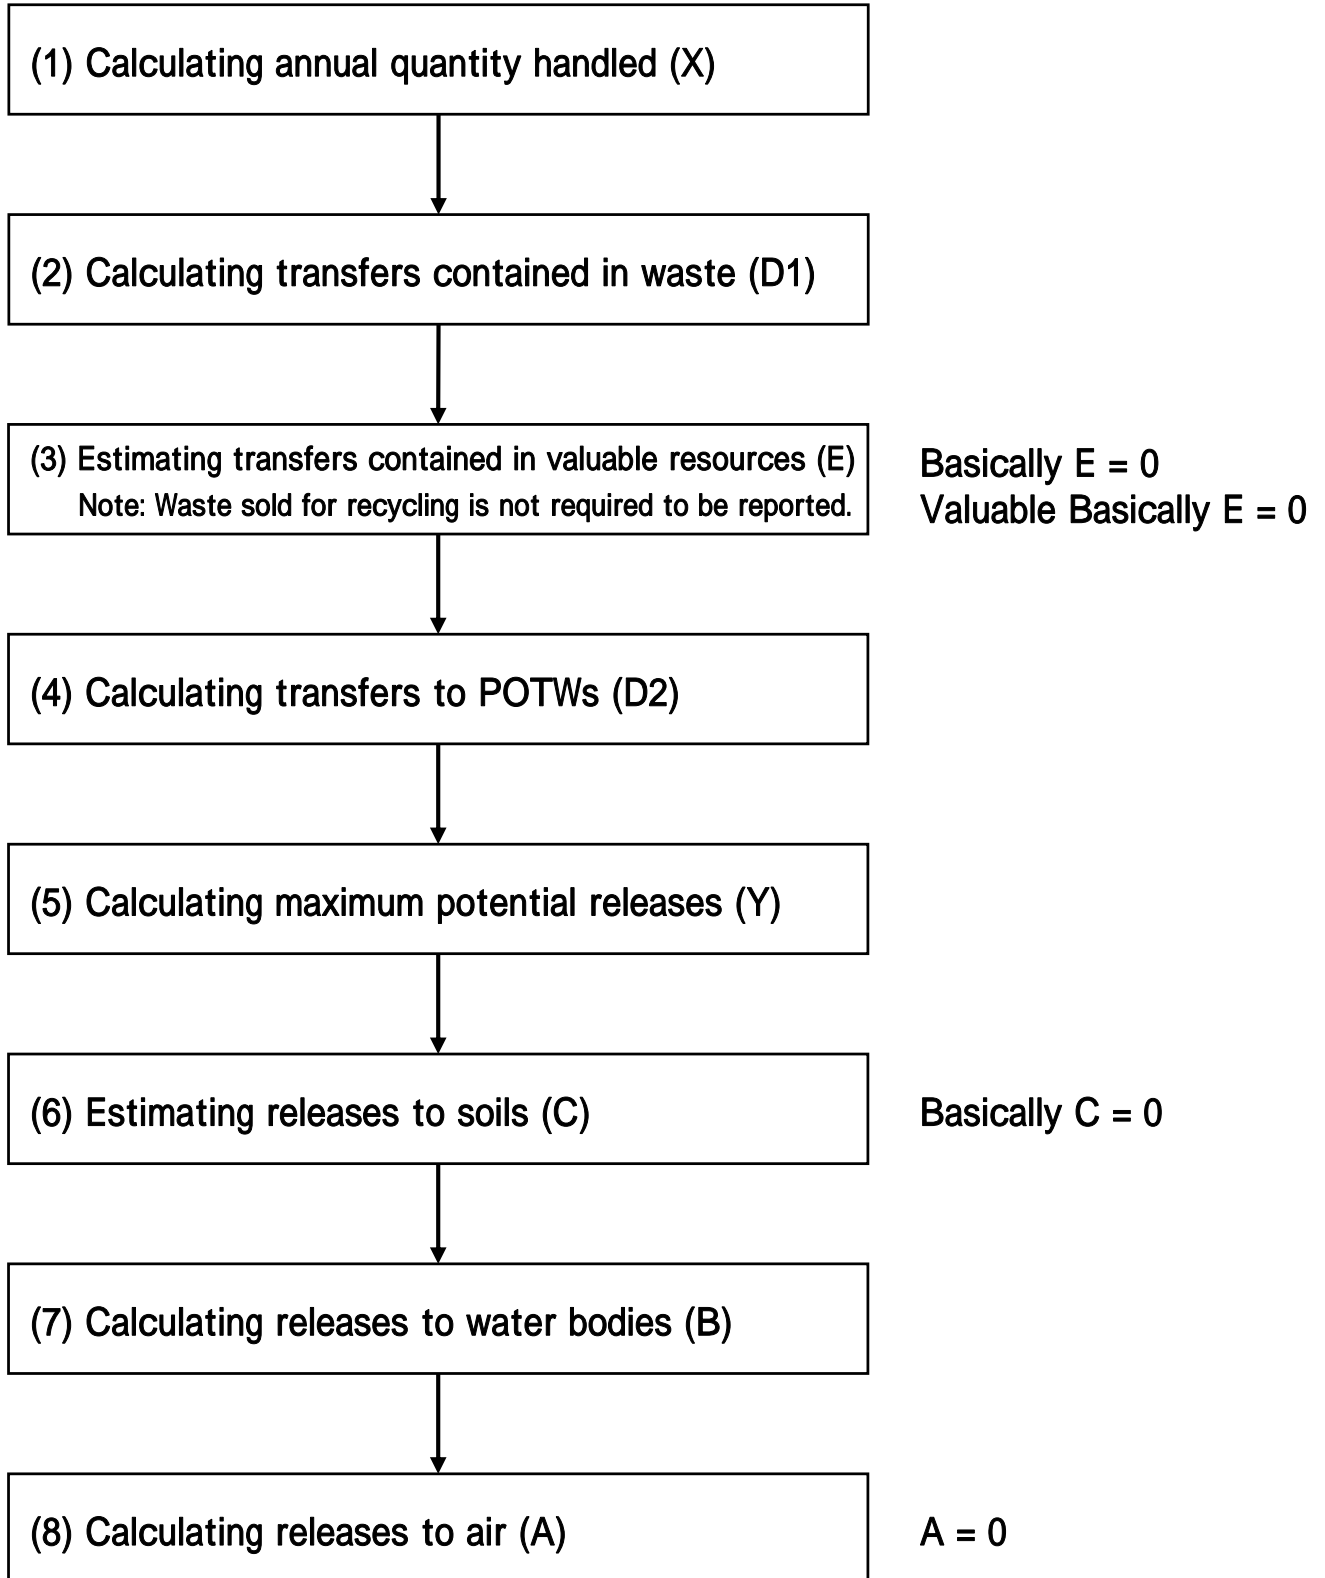 (1) Calculating annual quantity handled (X)
(2) Calculating transfers contained in waste (D1)
(3) Estimating transfers contained in valuable resources (E)
Note: Waste sold for recycling is not required to be reported.
Basically E = 0
Valuable Basically E = 0
(4) Calculating transfers to POTWs (D2)
(5) Calculating maximum potential releases (Y)
(6) Estimating releases to soils (C)
Basically C = 0
(7) Calculating releases to water bodies (B)
(8) Calculating releases to air (A)
A = 0